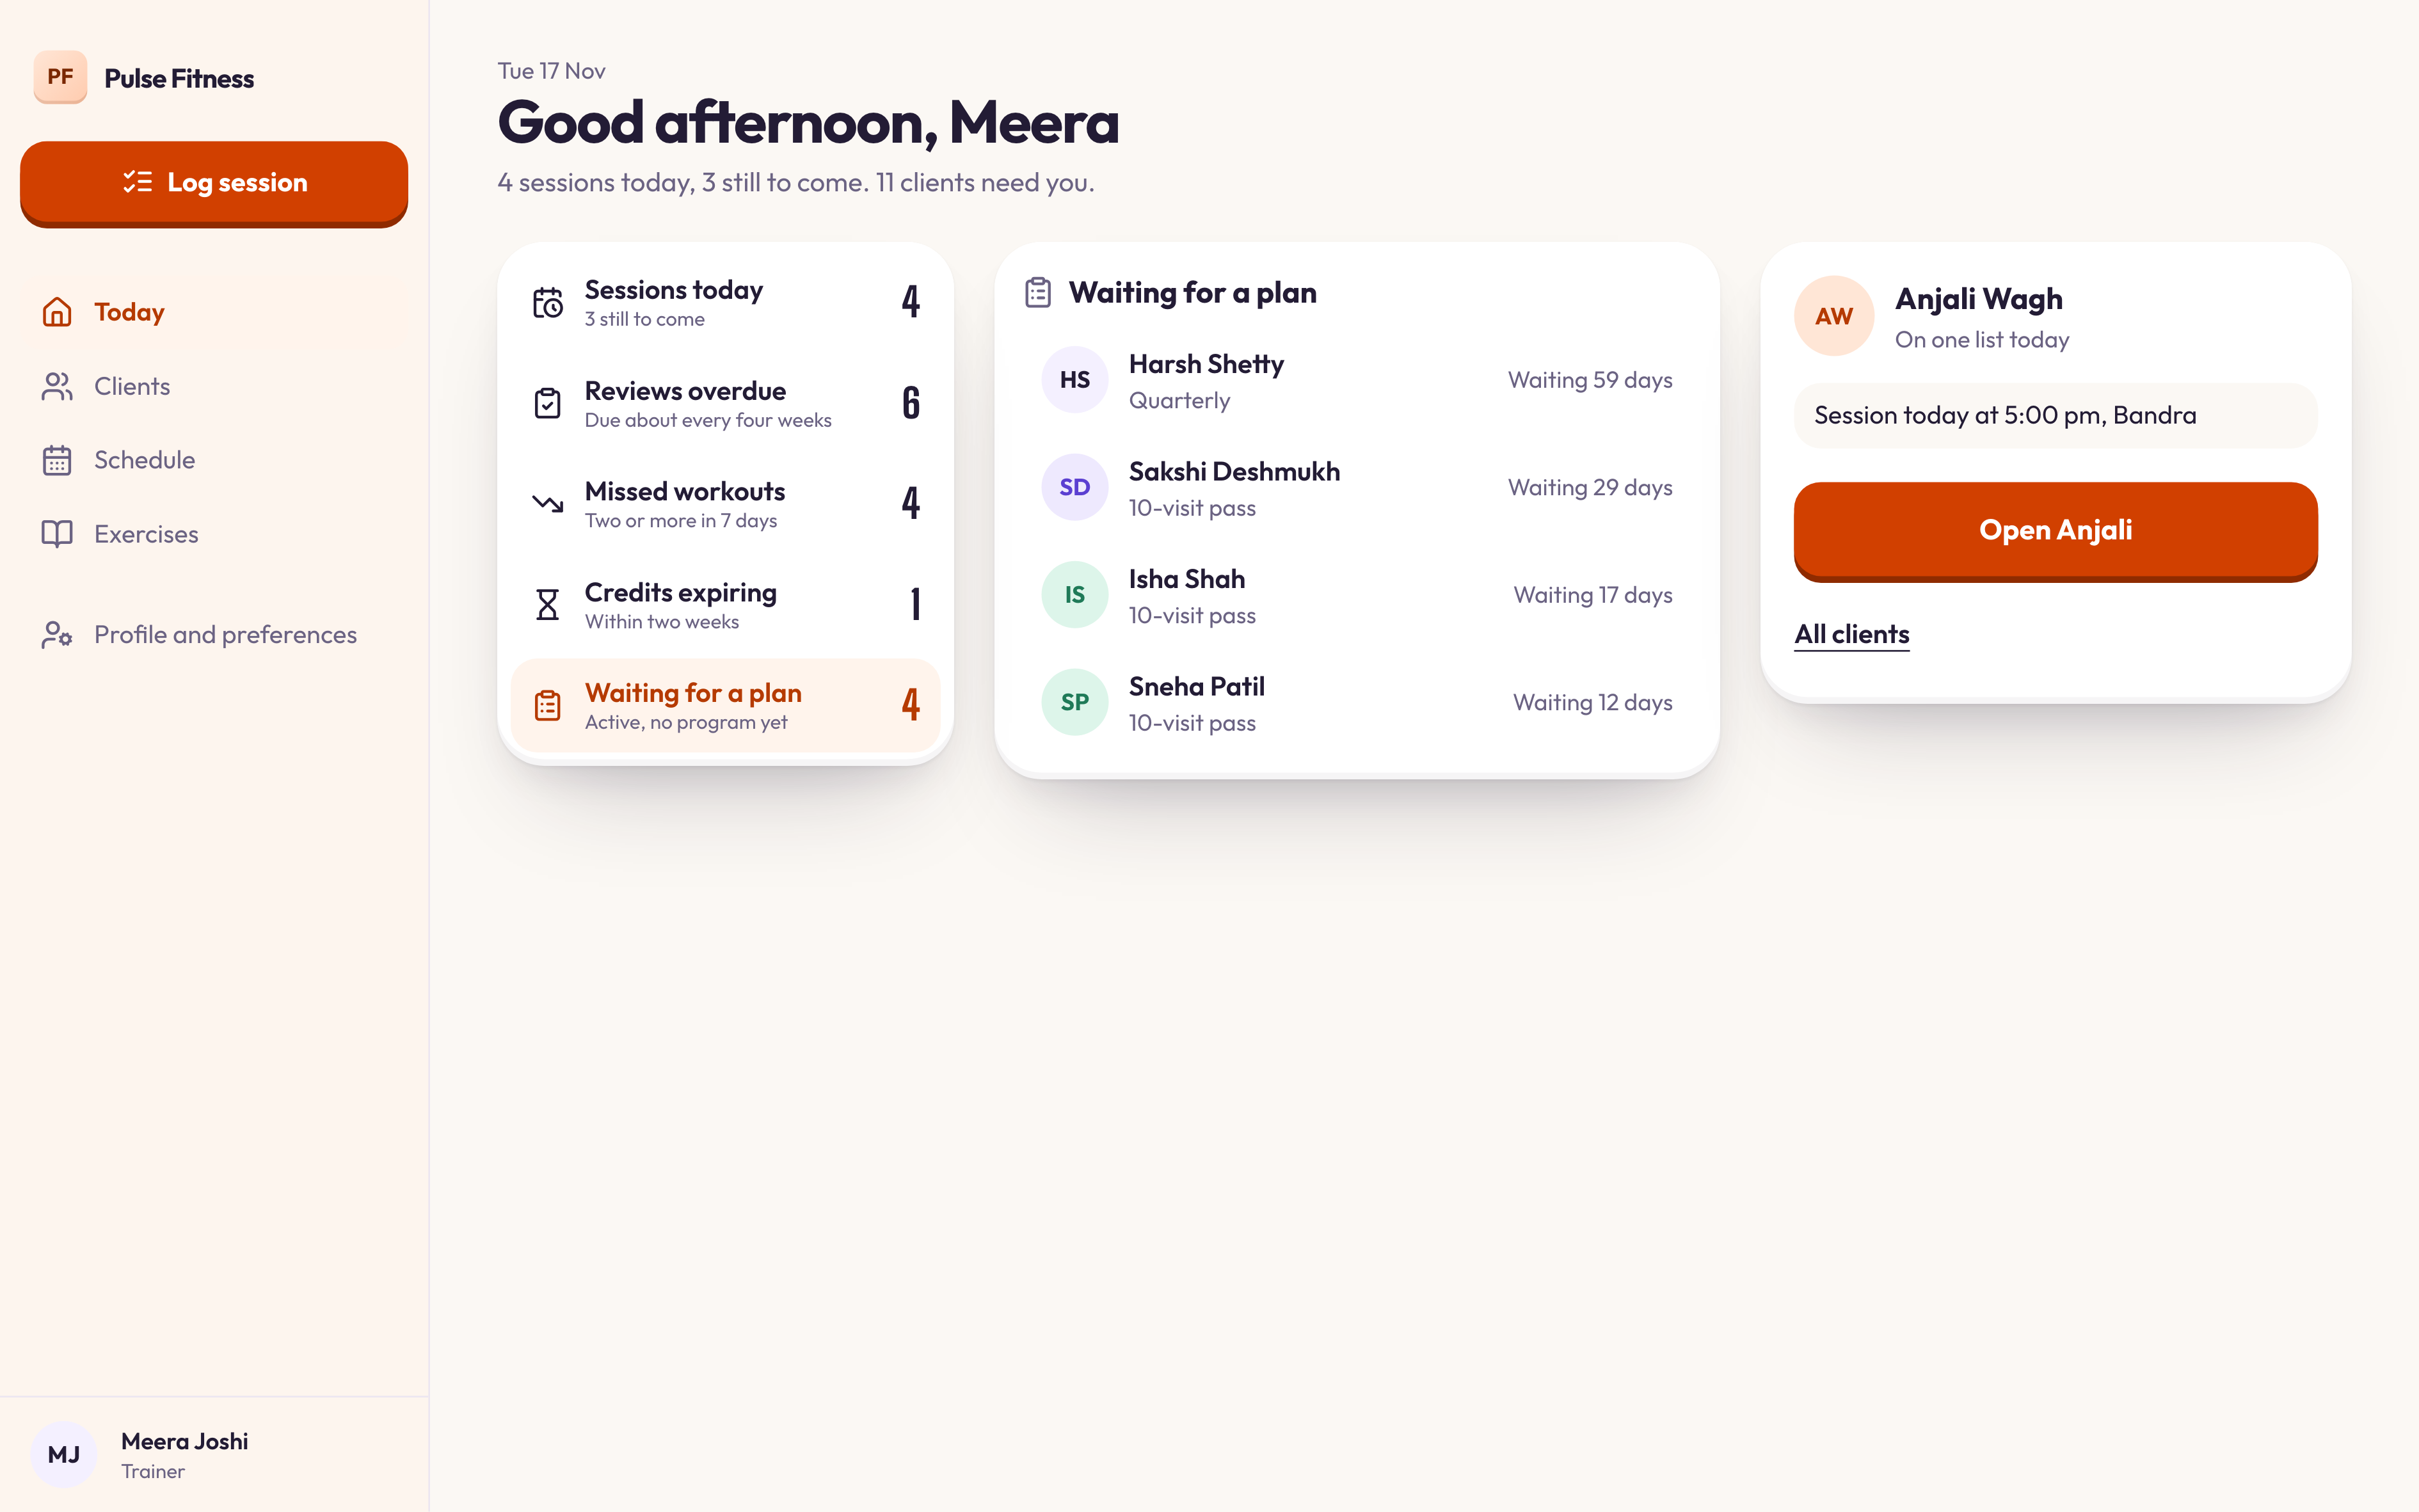 PF
Pulse Fitness
Log session
Today
Clients
Schedule
Exercises
Profile and preferences
MJ
Meera Joshi
Trainer
Tue 17 Nov
Good afternoon, Meera
4 sessions today, 3 still to come. 11 clients need you.
Sessions today
3 still to come
4
Reviews overdue
Due about every four weeks
6
Missed workouts
Two or more in 7 days
4
Credits expiring
Within two weeks
1
Waiting for a plan
Active, no program yet
4
Waiting for a plan
HS
Harsh Shetty
Quarterly
Waiting 59 days
SD
Sakshi Deshmukh
10-visit pass
Waiting 29 days
IS
Isha Shah
10-visit pass
Waiting 17 days
SP
Sneha Patil
10-visit pass
Waiting 12 days
AW
Anjali Wagh
On one list today
Session today at 5:00 pm, Bandra
Open Anjali
All clients